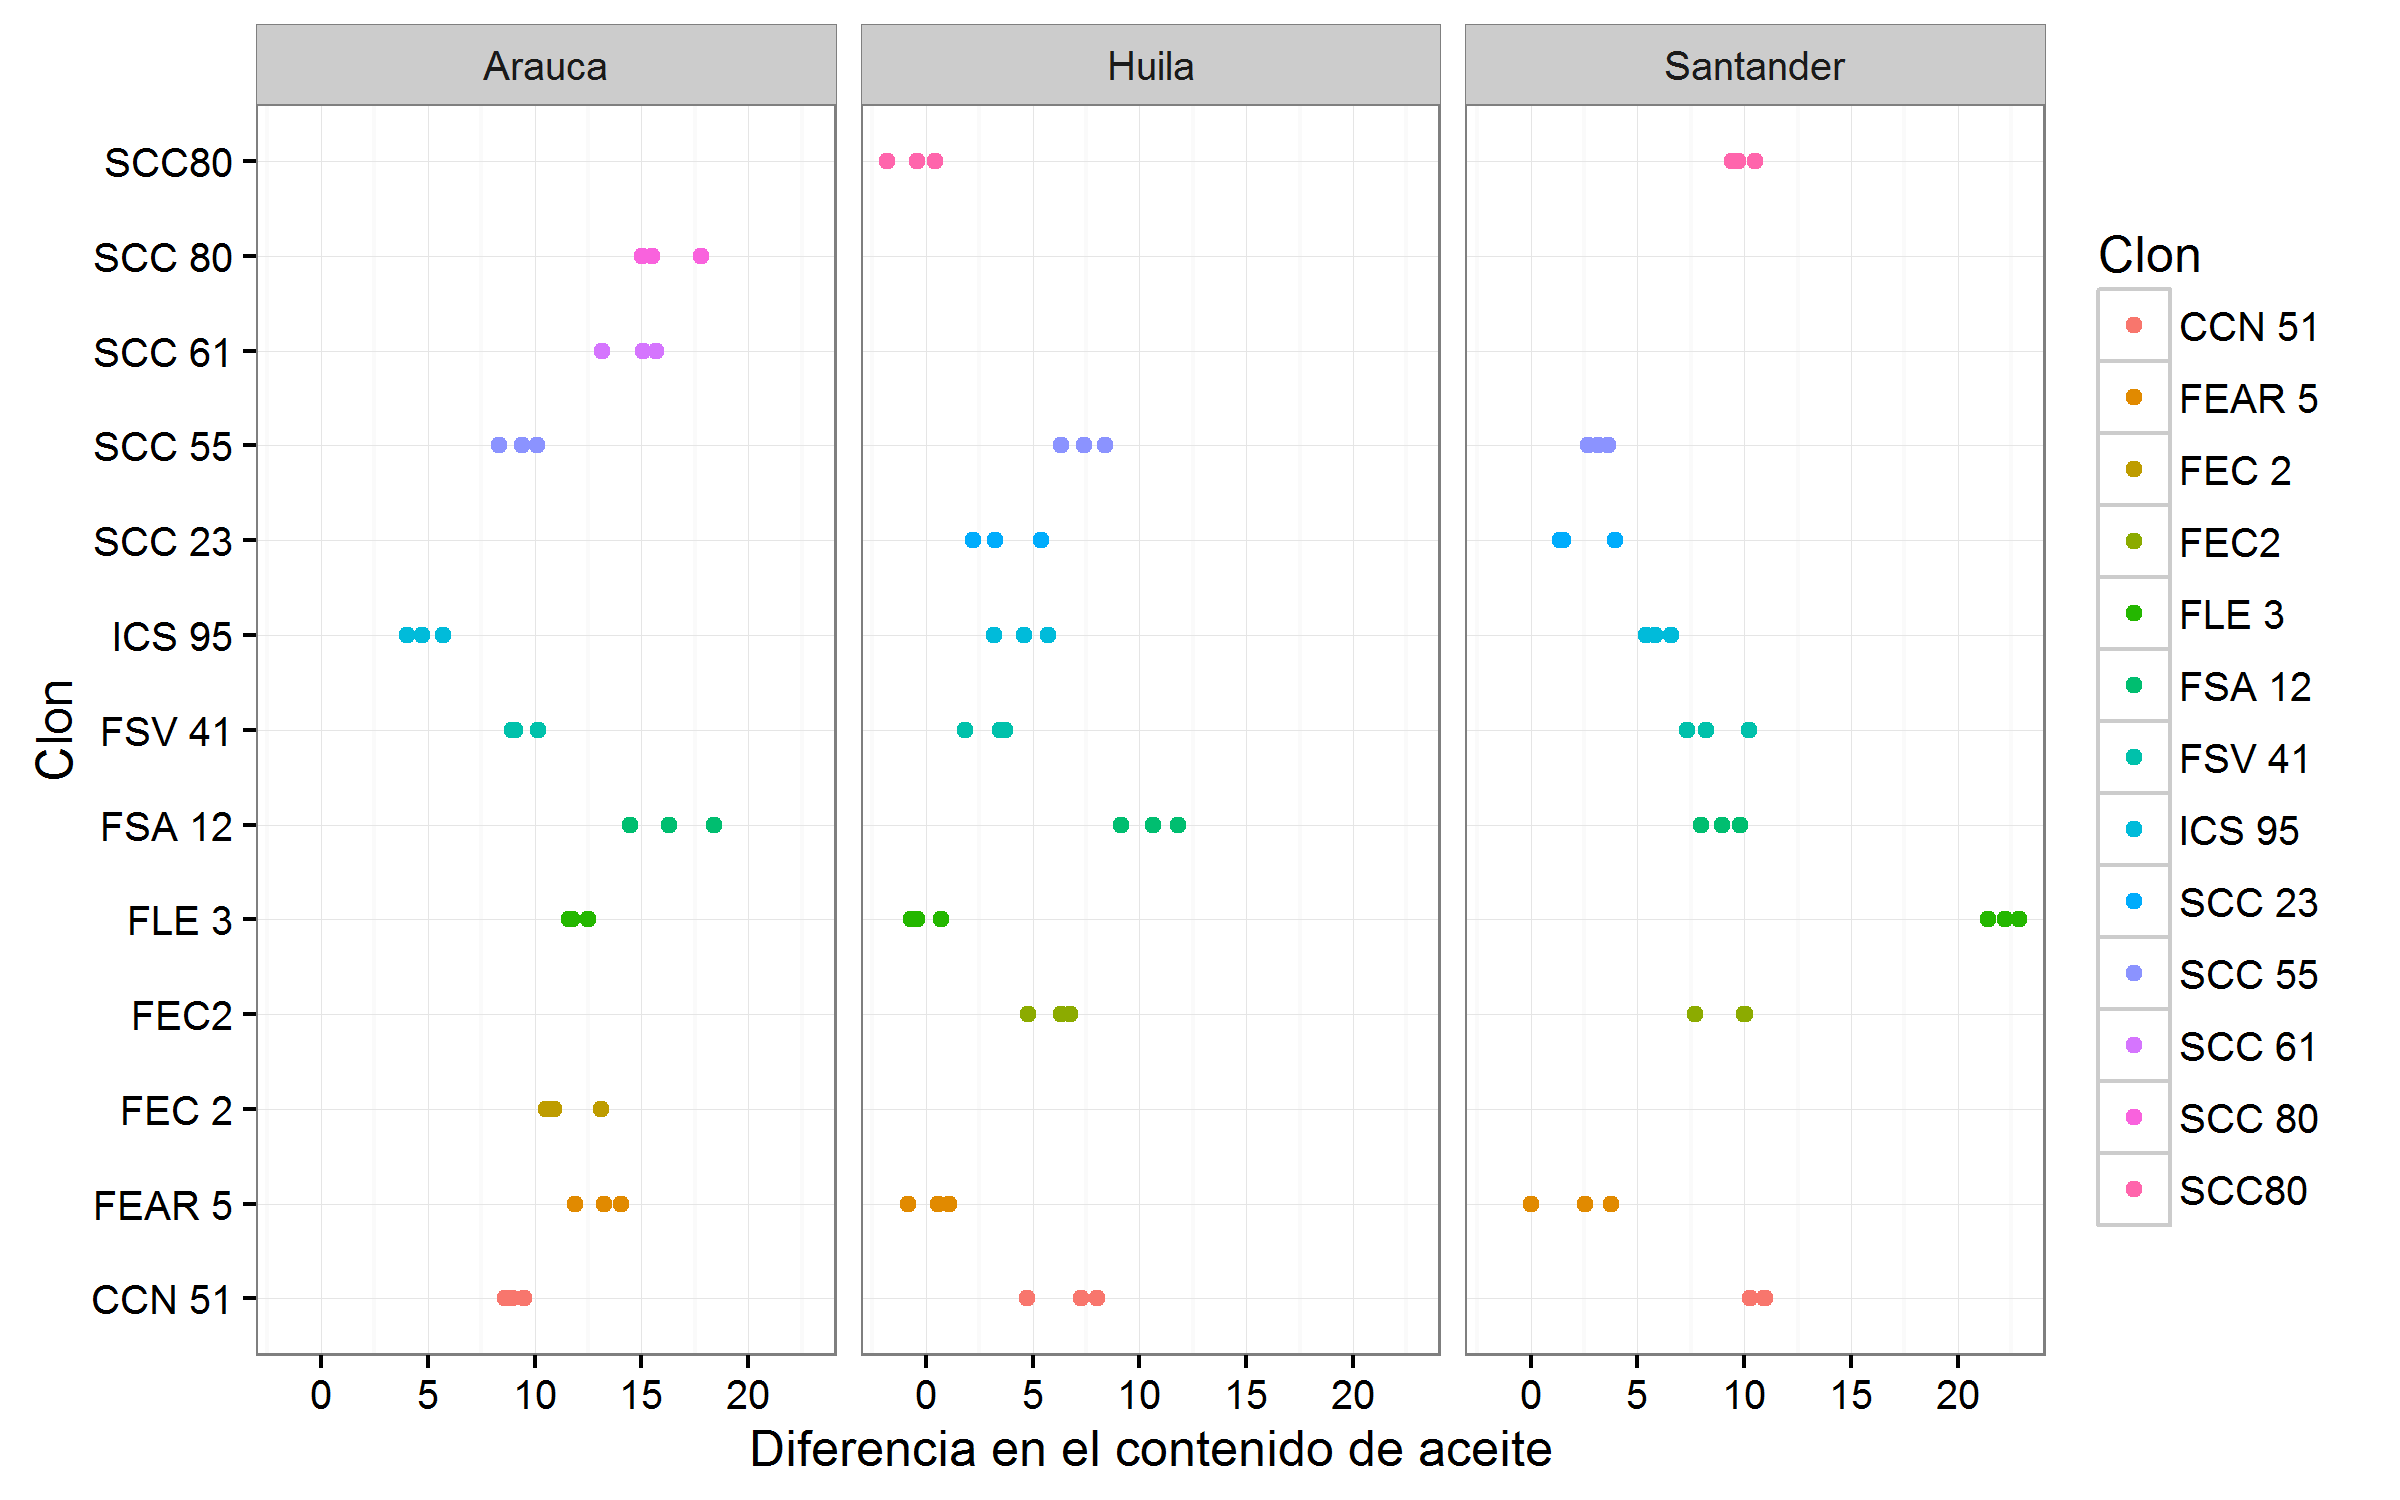 Arauca
Huila
Santander
SCC80
SCC 80
SCC 61
SCC 55
SCC 23
ICS 95
FSV 41
FSA 12
FLE 3
FEC2
FEC 2
FEAR 5
CCN 51
Clon
0 5 10 15 20
0 5 10 15 20
0 5 10 15 20
Diferencia en el contenido de aceite
Clon
CCN 51
FEAR 5
FEC 2
FEC2
FLE 3
FSA 12
FSV 41
ICS 95
SCC 23
SCC 55
SCC 61
SCC 80
SCC80